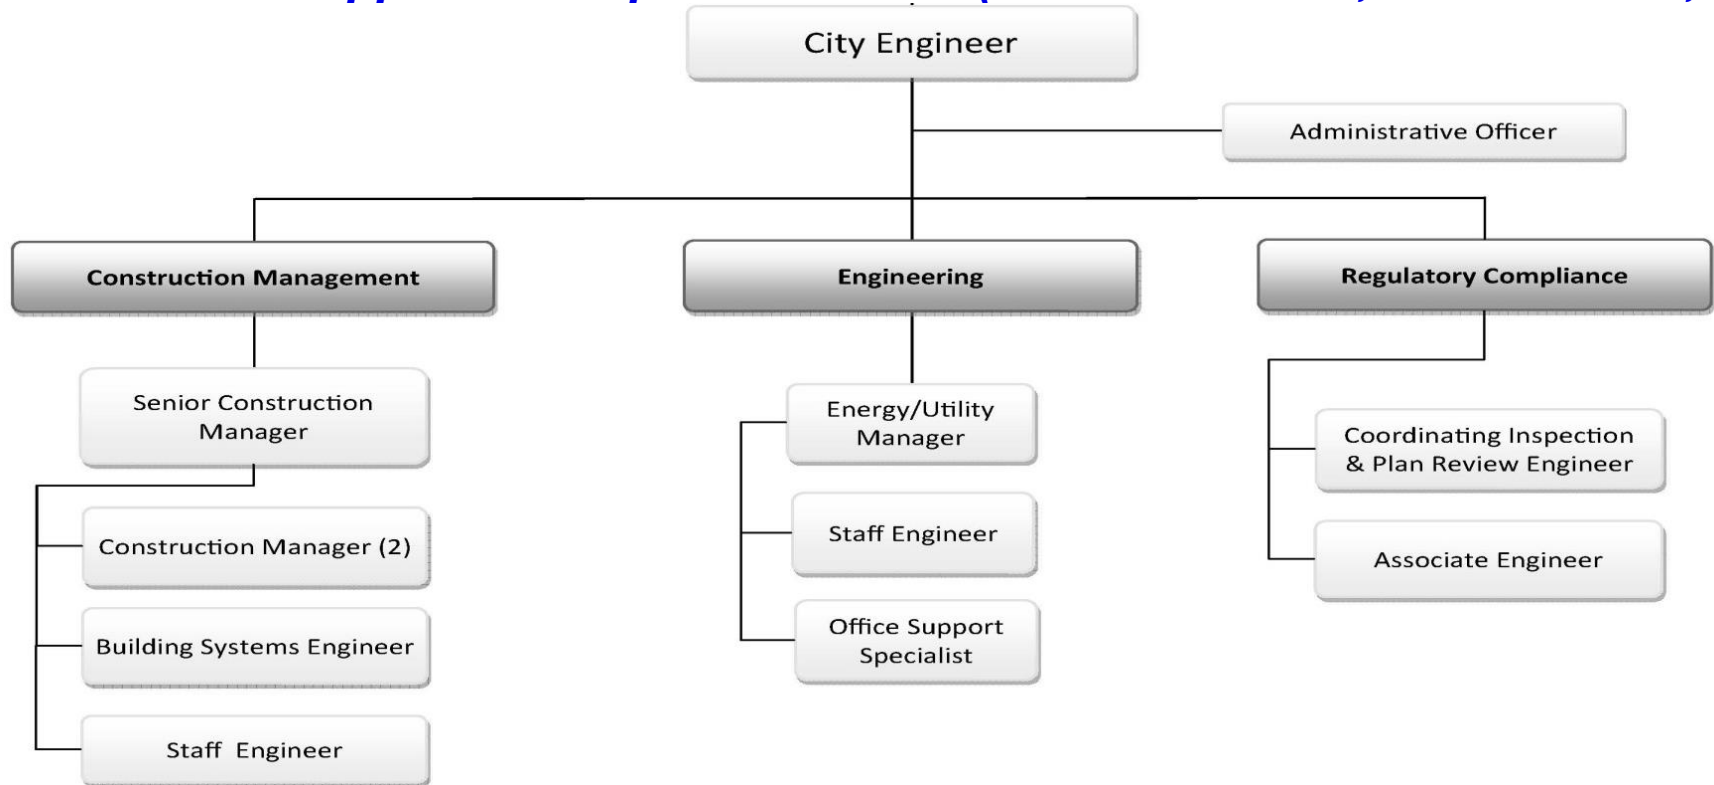 City Engineer
Administrative Officer
Construction Management
Engineering
Regulatory Compliance
Senior Construction
Manager
Energy/Utility
Manager
Coordinating Inspection
& Plan Review Engineer
Construction Manager (2)
Staff Engineer
Associate Engineer
Building Systems Engineer
Office Support
Specialist
Staff Engineer